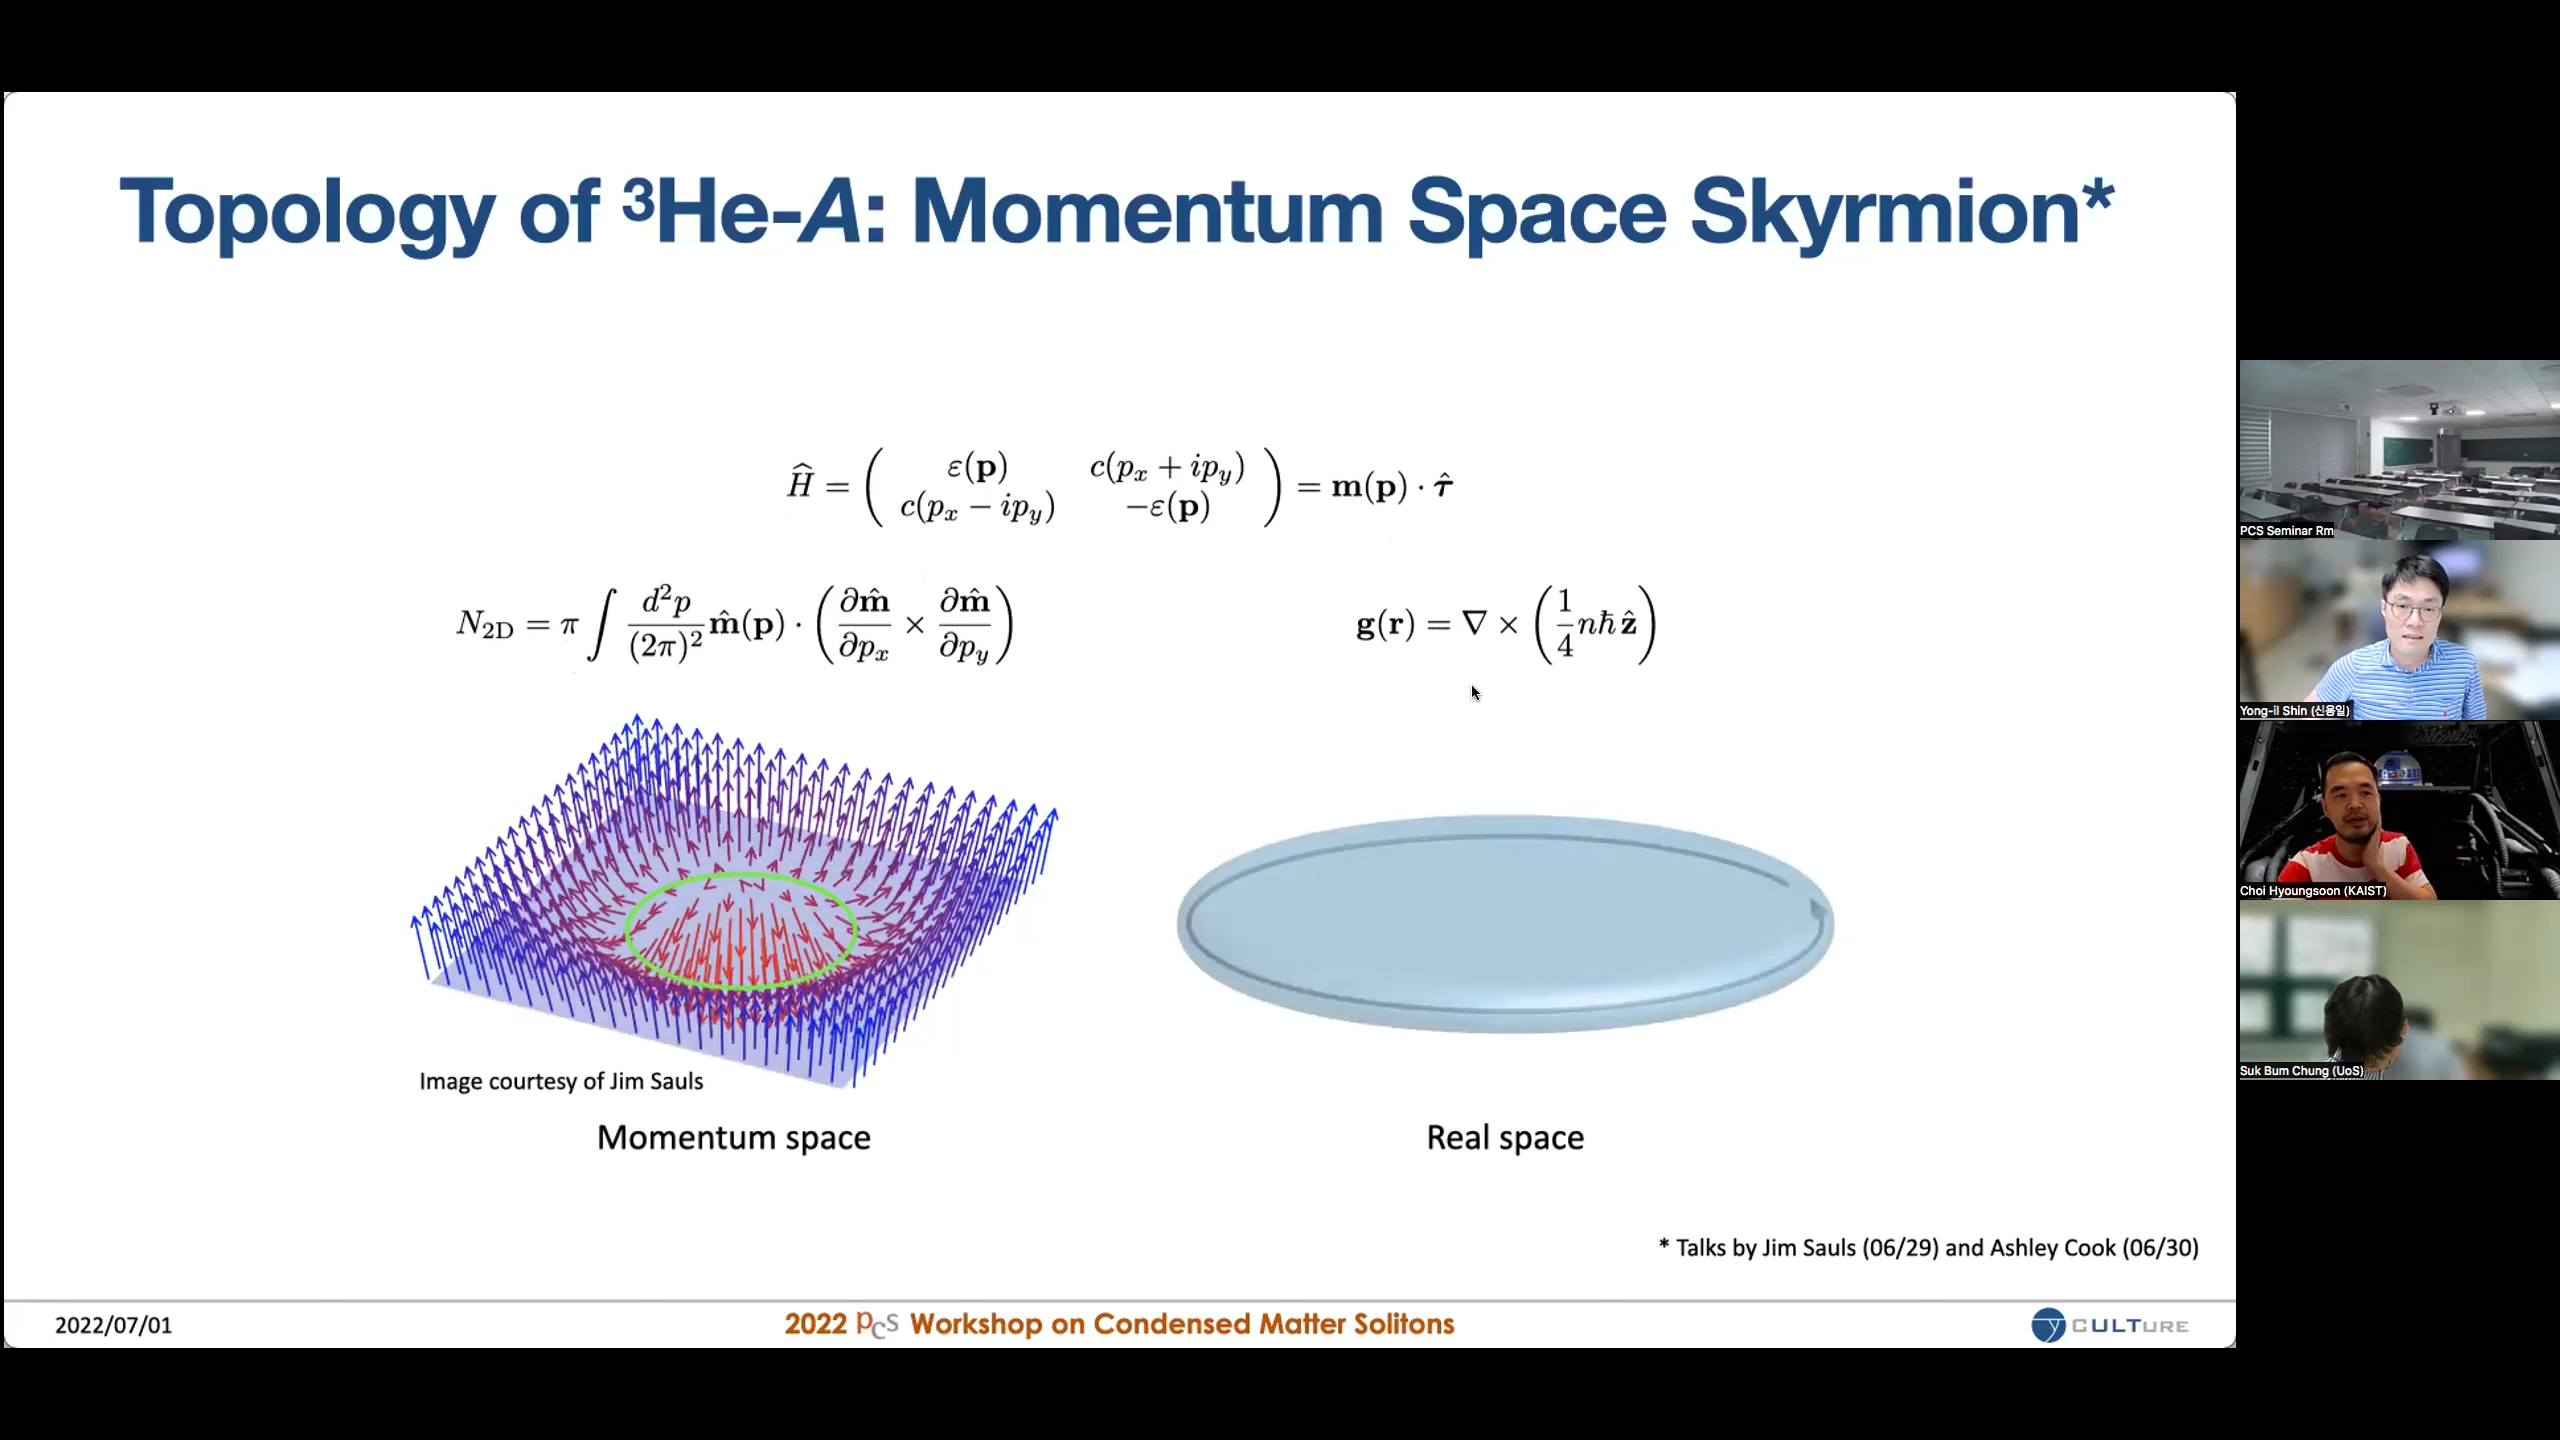 Topology of ³He-A: Momentum Space Skyrmion*
Ĥ = ( ε(p) c(pₓ + ip_y) ; c(pₓ − ip_y) −ε(p) ) = m(p) · τ̂
N_2D = π ∫ d²p/(2π)² m̂(p) · ( ∂m̂/∂pₓ × ∂m̂/∂p_y )
g(r) = ∇ × ( 1/4 nħ ẑ )
Image courtesy of Jim Sauls
Momentum space
Real space
* Talks by Jim Sauls (06/29) and Ashley Cook (06/30)
2022/07/01
2022 PCS Workshop on Condensed Matter Solitons
CULTURE
PCS Seminar Rm
Yong-il Shin (신용일)
Choi Hyoungsoon (KAIST)
Suk Bum Chung (UoS)